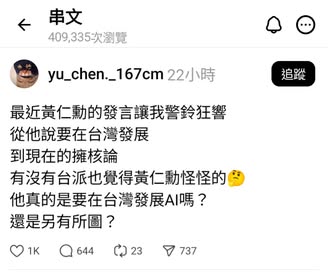 串文
409,335次瀏覽
yu_chen._167cm 22小時
追蹤
最近黃仁勳的發言讓我警鈴狂響
從他說要在台灣發展
到現在的擁核論
有沒有台派也覺得黃仁勳怪怪的🤔
他真的是要在台灣發展AI嗎？
還是另有所圖？
1K 644 23 737